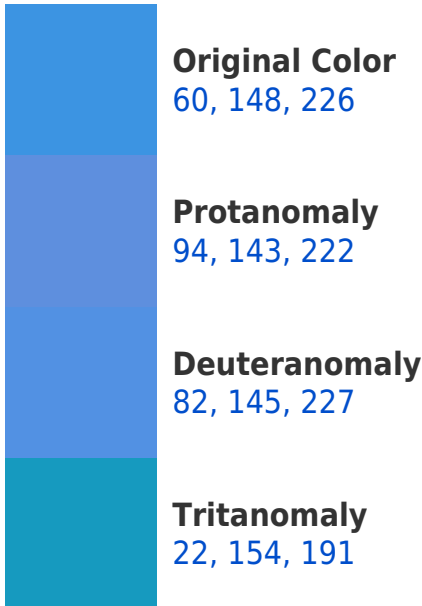 Original Color
60, 148, 226
Protanomaly
94, 143, 222
Deuteranomaly
82, 145, 227
Tritanomaly
22, 154, 191